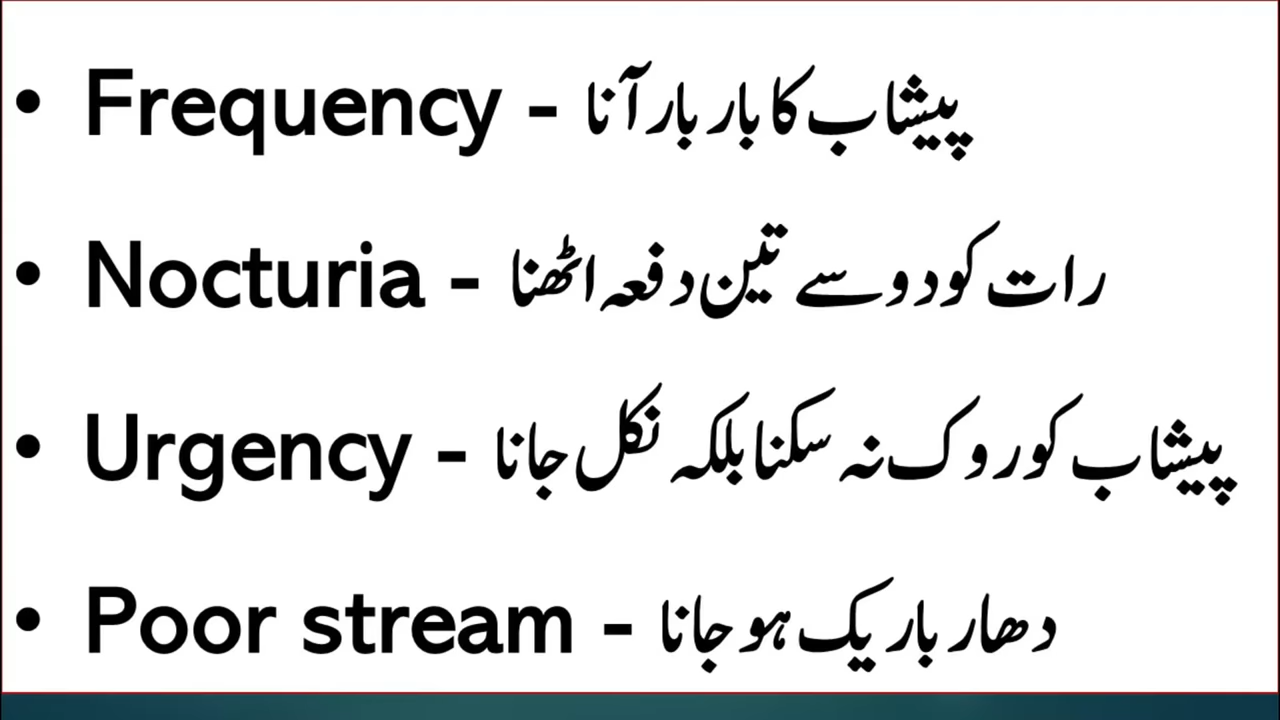 • Frequency - پیشاب کا بار بار آنا
• Nocturia - رات کو دو سے تین دفعہ اٹھنا
• Urgency - پیشاب کو روک نہ سکنا بلکہ نکل جانا
• Poor stream - دھار باریک ہو جانا